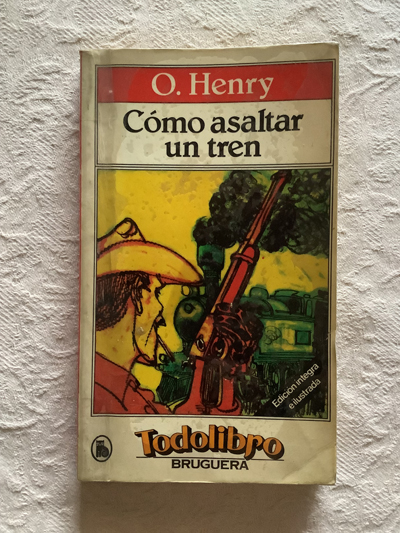 O. Henry
Cómo asaltar
un tren
Edición íntegra
e ilustrada
Todolibro
BRUGUERA